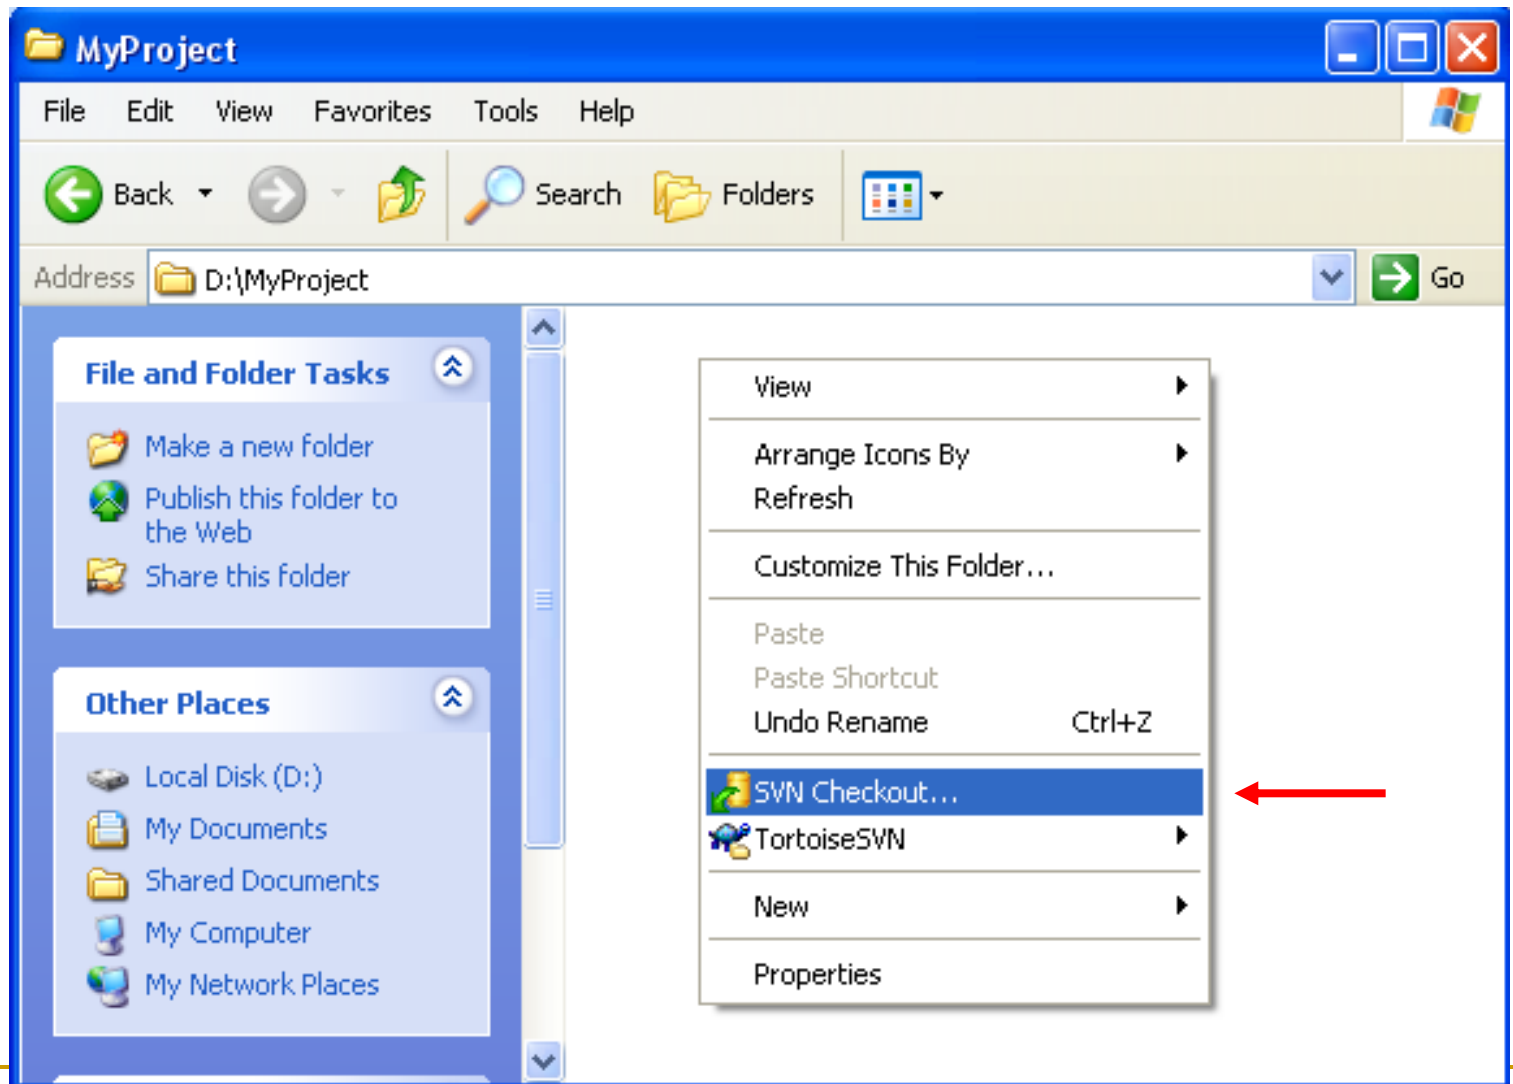 MyProject
File Edit View Favorites Tools Help
Back Search Folders
Address D:\MyProject Go
File and Folder Tasks
Make a new folder
Publish this folder to
the Web
Share this folder
Other Places
Local Disk (D:)
My Documents
Shared Documents
My Computer
My Network Places
View
Arrange Icons By
Refresh
Customize This Folder...
Paste
Paste Shortcut
Undo Rename Ctrl+Z
SVN Checkout...
TortoiseSVN
New
Properties